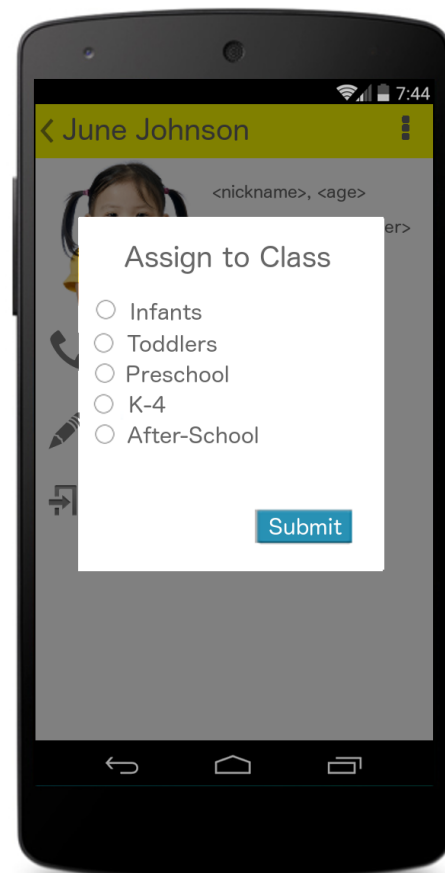 7:44
June Johnson
<nickname>, <age>
er>
Assign to Class
Infants
Toddlers
Preschool
K-4
After-School
Submit